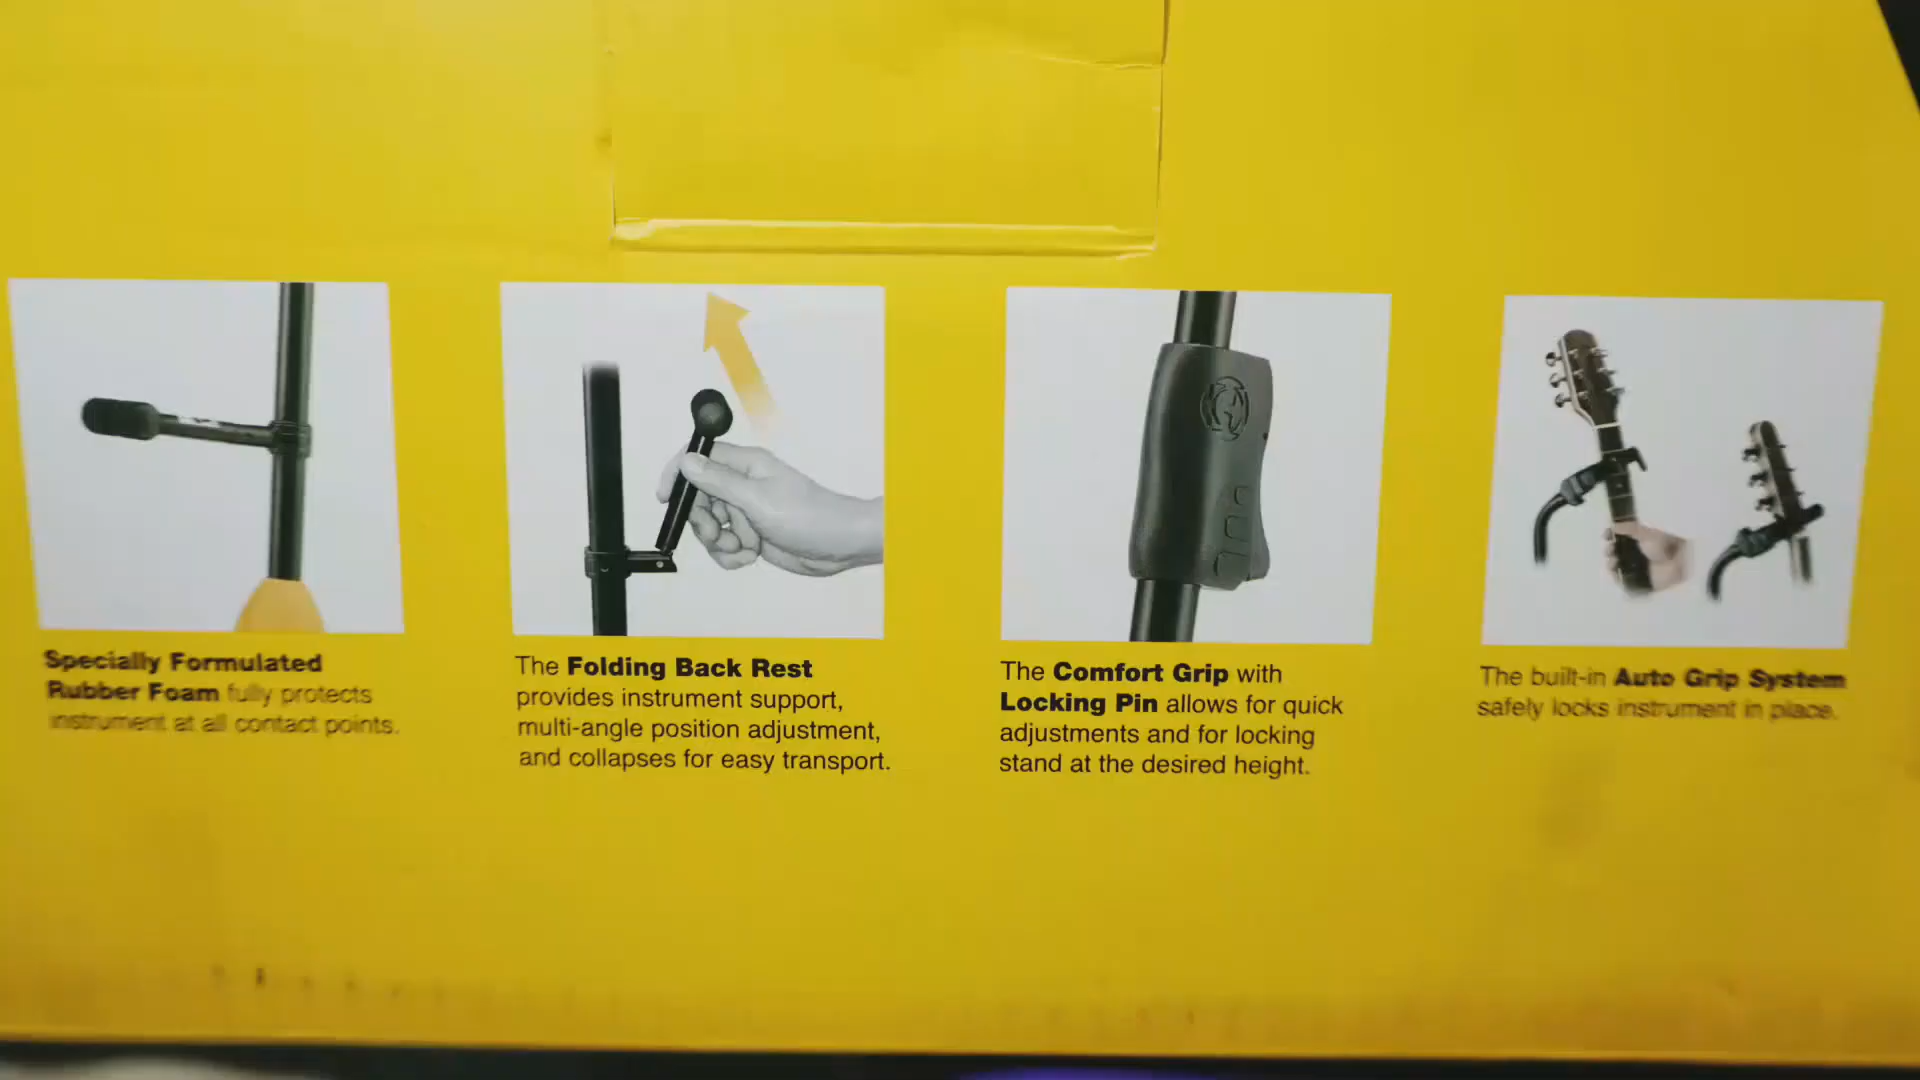 Specially Formulated
Rubber Foam fully protects
instrument at all contact points.
The Folding Back Rest
provides instrument support,
multi-angle position adjustment,
and collapses for easy transport.
The Comfort Grip with
Locking Pin allows for quick
adjustments and for locking
stand at the desired height.
The built-in Auto Grip System
safely locks instrument in place.